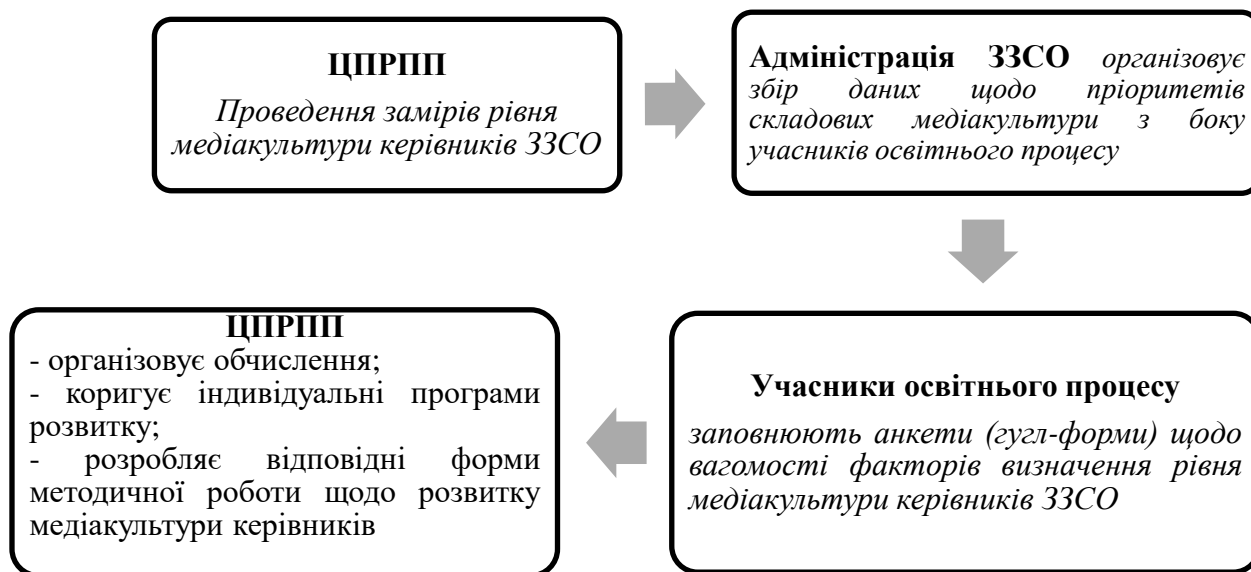 ЦПРПП
Проведення замірів рівня
медіакультури керівників ЗЗСО
Адміністрація ЗЗСО організовує
збір даних щодо пріоритетів
складових медіакультури з боку
учасників освітнього процесу
Учасники освітнього процесу
заповнюють анкети (гугл-форми) щодо
вагомості факторів визначення рівня
медіакультури керівників ЗЗСО
ЦПРПП
- організовує обчислення;
- коригує індивідуальні програми
розвитку;
- розробляє відповідні форми
методичної роботи щодо розвитку
медіакультури керівників